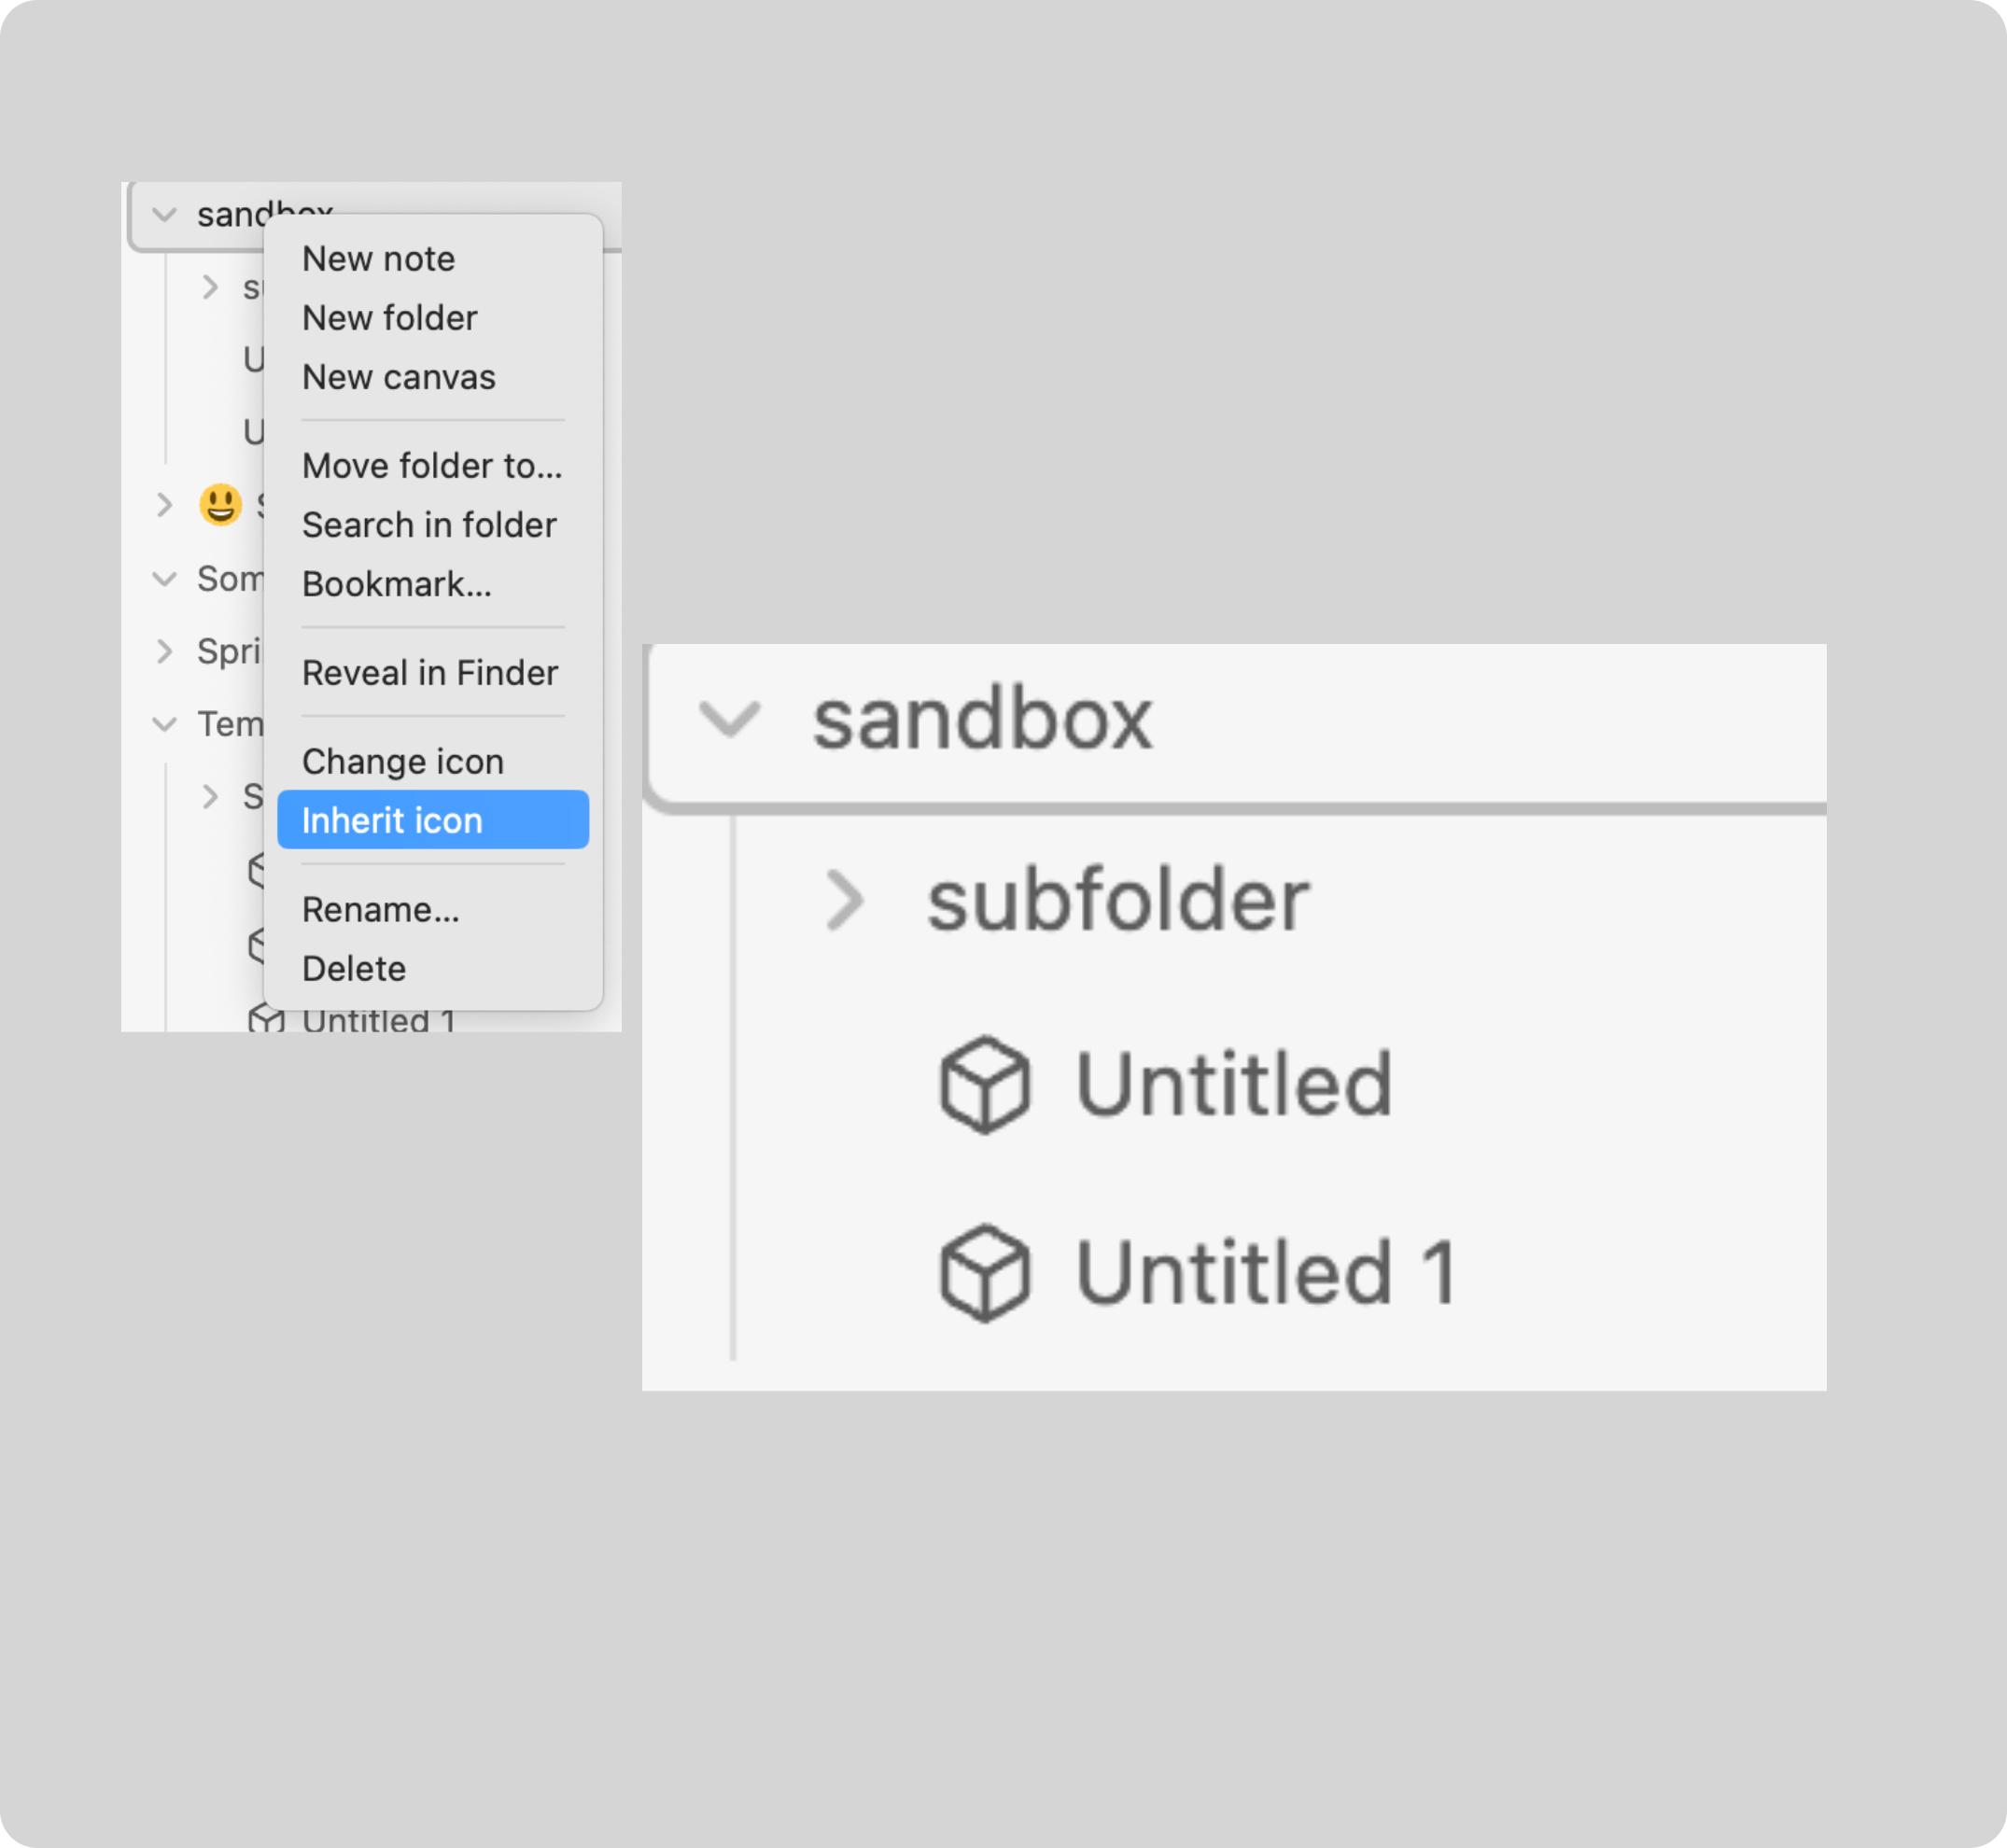 sandbox
New note
New folder
New canvas
Move folder to...
Search in folder
Bookmark...
Som
Reveal in Finder
Spri
Tem
Change icon
Inherit icon
Rename...
Delete
Untitled 1
sandbox
subfolder
Untitled
Untitled 1